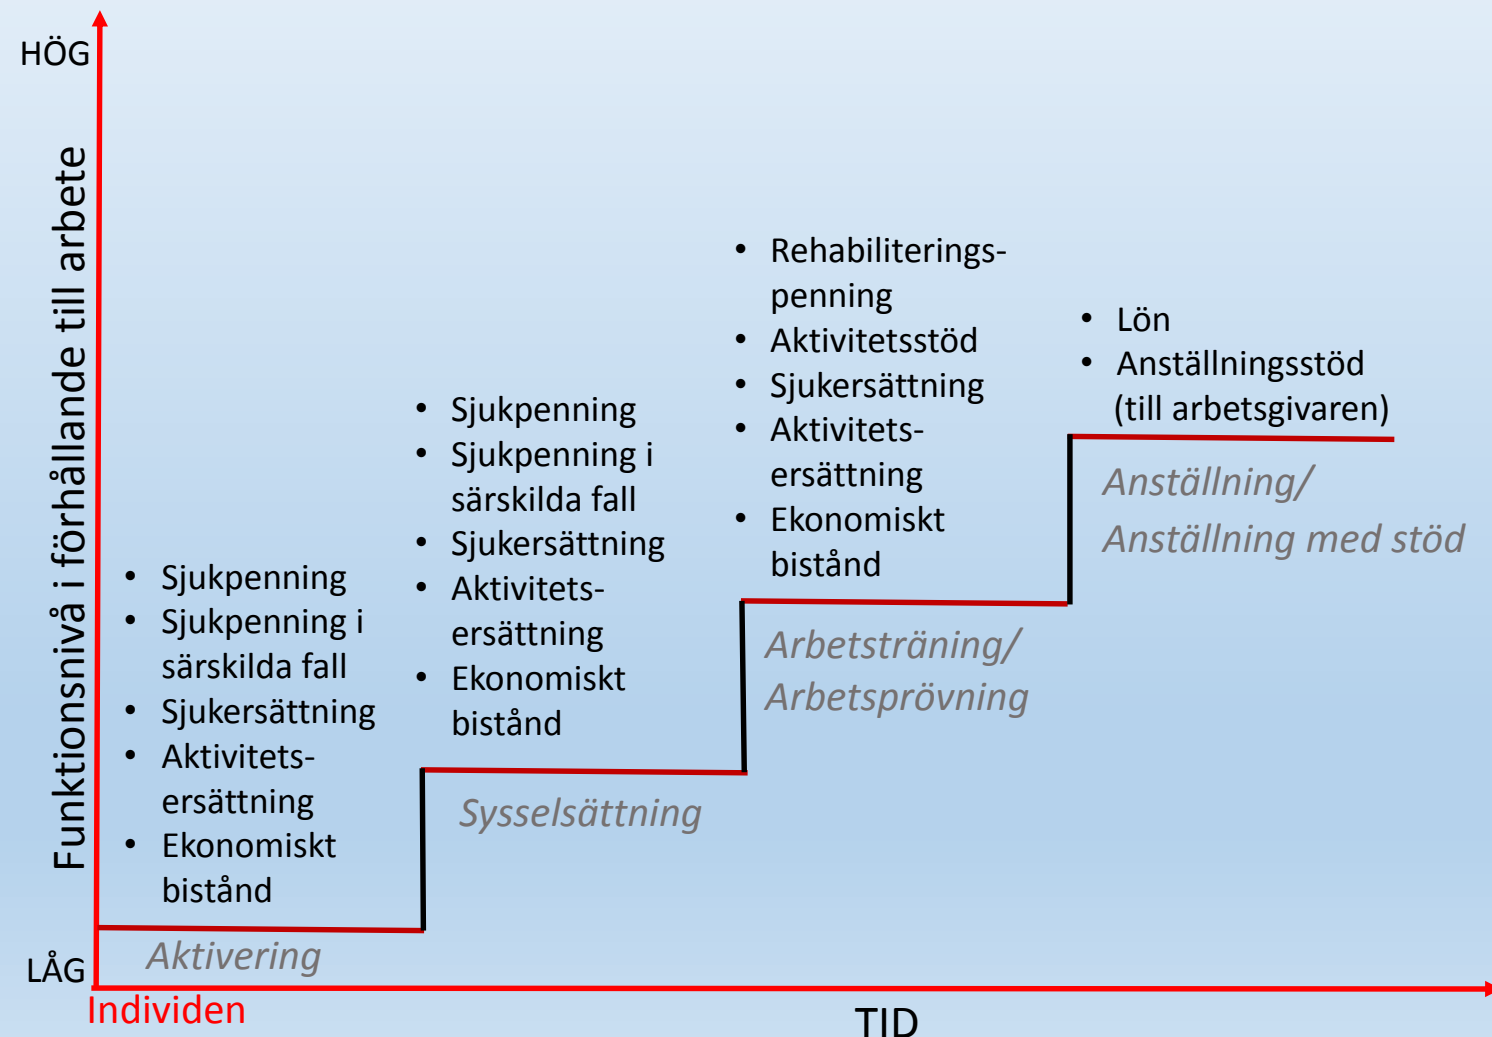 HÖG
Funktionsnivå i förhållande till arbete
LÅG
• Sjukpenning
• Sjukpenning i
särskilda fall
• Sjukersättning
• Aktivitets-
ersättning
• Ekonomiskt
bistånd
Aktivering
• Sjukpenning
• Sjukpenning i
särskilda fall
• Sjukersättning
• Aktivitets-
ersättning
• Ekonomiskt
bistånd
Sysselsättning
• Rehabiliterings-
penning
• Aktivitetsstöd
• Sjukersättning
• Aktivitets-
ersättning
• Ekonomiskt
bistånd
Arbetsträning/
Arbetsprövning
• Lön
• Anställningsstöd
(till arbetsgivaren)
Anställning/
Anställning med stöd
Individen
TID